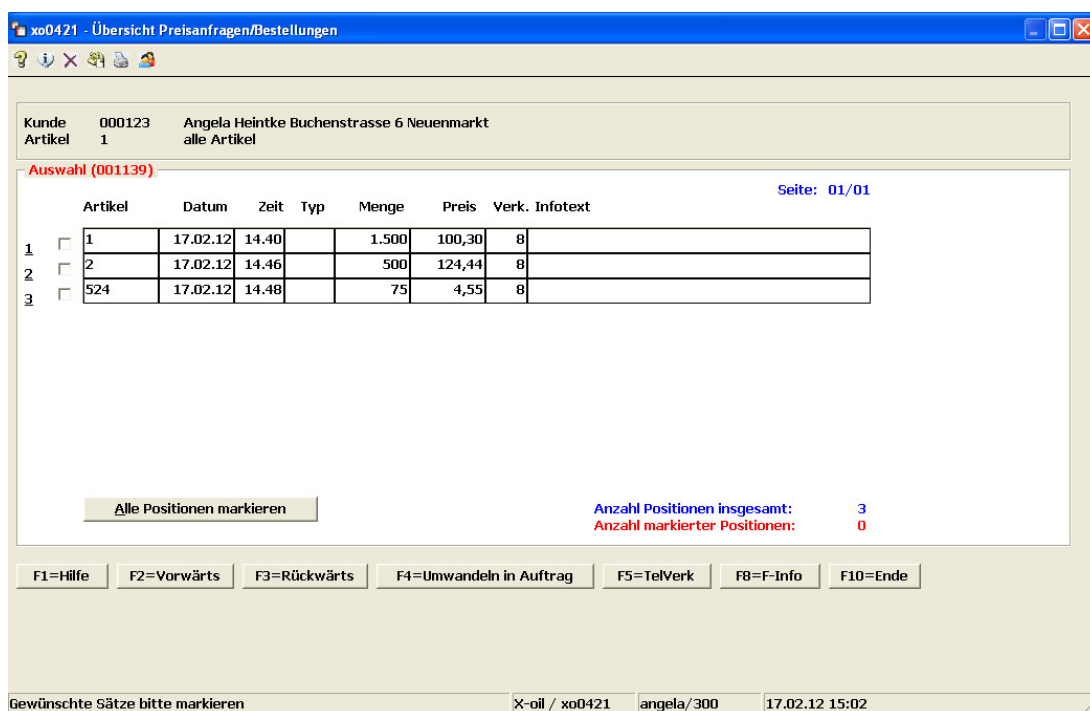 xo0421 - Übersicht Preisanfragen/Bestellungen
Kunde 000123 Angela Heintke Buchenstrasse 6 Neuenmarkt
Artikel 1 alle Artikel
Auswahl (001139)
Seite: 01/01
Artikel Datum Zeit Typ Menge Preis Verk. Infotext
1 1 17.02.12 14.40 1.500 100,30 8
2 2 17.02.12 14.46 500 124,44 8
3 524 17.02.12 14.48 75 4,55 8
Alle Positionen markieren
Anzahl Positionen insgesamt: 3
Anzahl markierter Positionen: 0
F1=Hilfe F2=Vorwärts F3=Rückwärts F4=Umwandeln in Auftrag F5=TelVerk F8=F-Info F10=Ende
Gewünschte Sätze bitte markieren X-oil / xo0421 angela/300 17.02.12 15:02